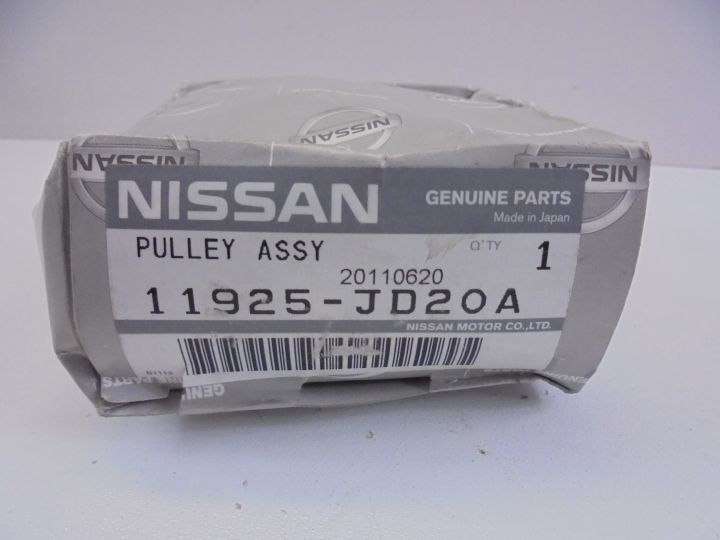 NISSAN
NISSAN
NISSAN
NISSAN GENUINE PARTS
Made in Japan
PULLEY ASSY Q'TY 1
20110620
11925-JD20A
NISSAN MOTOR CO.,LTD.